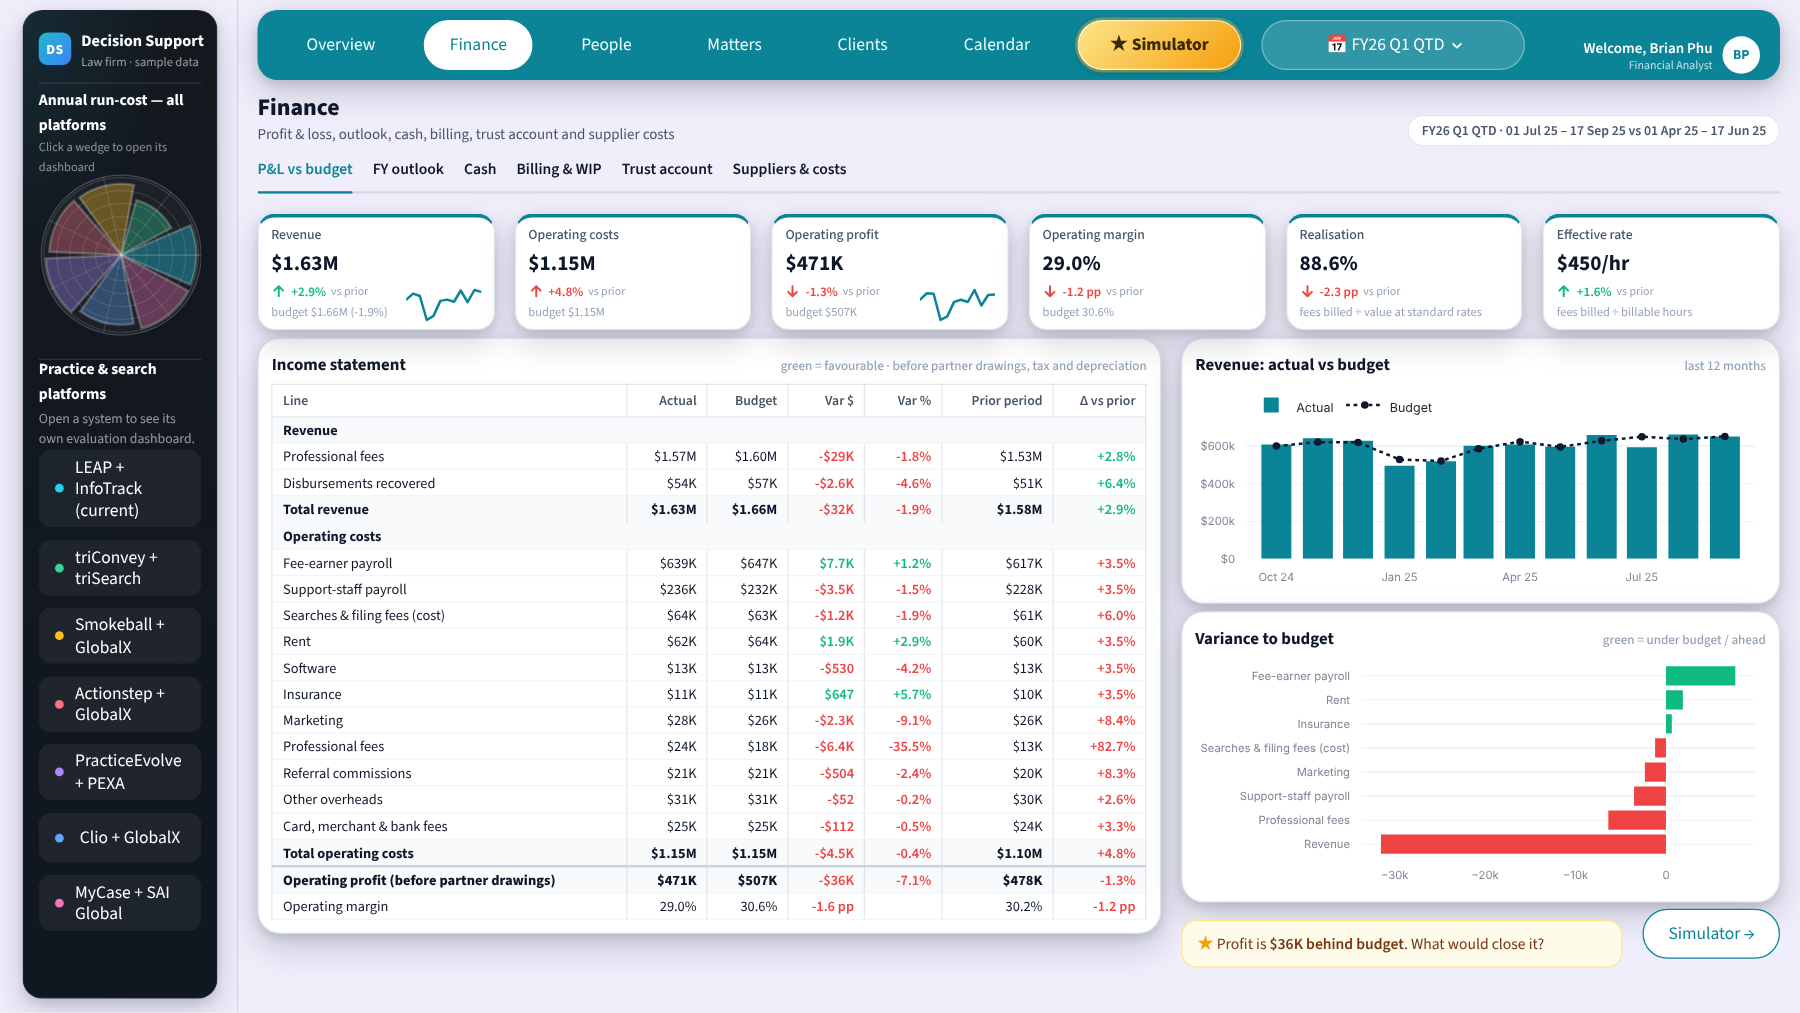 DS
Decision Support
Law firm · sample data
Annual run-cost — all
platforms
Click a wedge to open its
dashboard
Practice & search
platforms
Open a system to see its
own evaluation dashboard.
LEAP +
InfoTrack
(current)
triConvey +
triSearch
Smokeball +
GlobalX
Actionstep +
GlobalX
PracticeEvolve
+ PEXA
Clio + GlobalX
MyCase + SAI
Global
Overview Finance People Matters Clients Calendar ★ Simulator 📅 FY26 Q1 QTD
Welcome, Brian Phu
Financial Analyst
BP
Finance
Profit & loss, outlook, cash, billing, trust account and supplier costs
FY26 Q1 QTD · 01 Jul 25 – 17 Sep 25 vs 01 Apr 25 – 17 Jun 25
P&L vs budget FY outlook Cash Billing & WIP Trust account Suppliers & costs
Revenue
$1.63M
↑ +2.9% vs prior
budget $1.66M (-1.9%)
Operating costs
$1.15M
↑ +4.8% vs prior
budget $1.15M
Operating profit
$471K
↓ -1.3% vs prior
budget $507K
Operating margin
29.0%
↓ -1.2 pp vs prior
budget 30.6%
Realisation
88.6%
↓ -2.3 pp vs prior
fees billed ÷ value at standard rates
Effective rate
$450/hr
↑ +1.6% vs prior
fees billed ÷ billable hours
Income statement green = favourable · before partner drawings, tax and depreciation
Line Actual Budget Var $ Var % Prior period Δ vs prior
Revenue
Professional fees $1.57M $1.60M -$29K -1.8% $1.53M +2.8%
Disbursements recovered $54K $57K -$2.6K -4.6% $51K +6.4%
Total revenue $1.63M $1.66M -$32K -1.9% $1.58M +2.9%
Operating costs
Fee-earner payroll $639K $647K $7.7K +1.2% $617K +3.5%
Support-staff payroll $236K $232K -$3.5K -1.5% $228K +3.5%
Searches & filing fees (cost) $64K $63K -$1.2K -1.9% $61K +6.0%
Rent $62K $64K $1.9K +2.9% $60K +3.5%
Software $13K $13K -$530 -4.2% $13K +3.5%
Insurance $11K $11K $647 +5.7% $10K +3.5%
Marketing $28K $26K -$2.3K -9.1% $26K +8.4%
Professional fees $24K $18K -$6.4K -35.5% $13K +82.7%
Referral commissions $21K $21K -$504 -2.4% $20K +8.3%
Other overheads $31K $31K -$52 -0.2% $30K +2.6%
Card, merchant & bank fees $25K $25K -$112 -0.5% $24K +3.3%
Total operating costs $1.15M $1.15M -$4.5K -0.4% $1.10M +4.8%
Operating profit (before partner drawings) $471K $507K -$36K -7.1% $478K -1.3%
Operating margin 29.0% 30.6% -1.6 pp 30.2% -1.2 pp
Revenue: actual vs budget last 12 months
Actual Budget
$600k
$400k
$200k
$0
Oct 24 Jan 25 Apr 25 Jul 25
Variance to budget green = under budget / ahead
Fee-earner payroll
Rent
Insurance
Searches & filing fees (cost)
Marketing
Support-staff payroll
Professional fees
Revenue
−30k −20k −10k 0
★ Profit is $36K behind budget. What would close it?
Simulator →